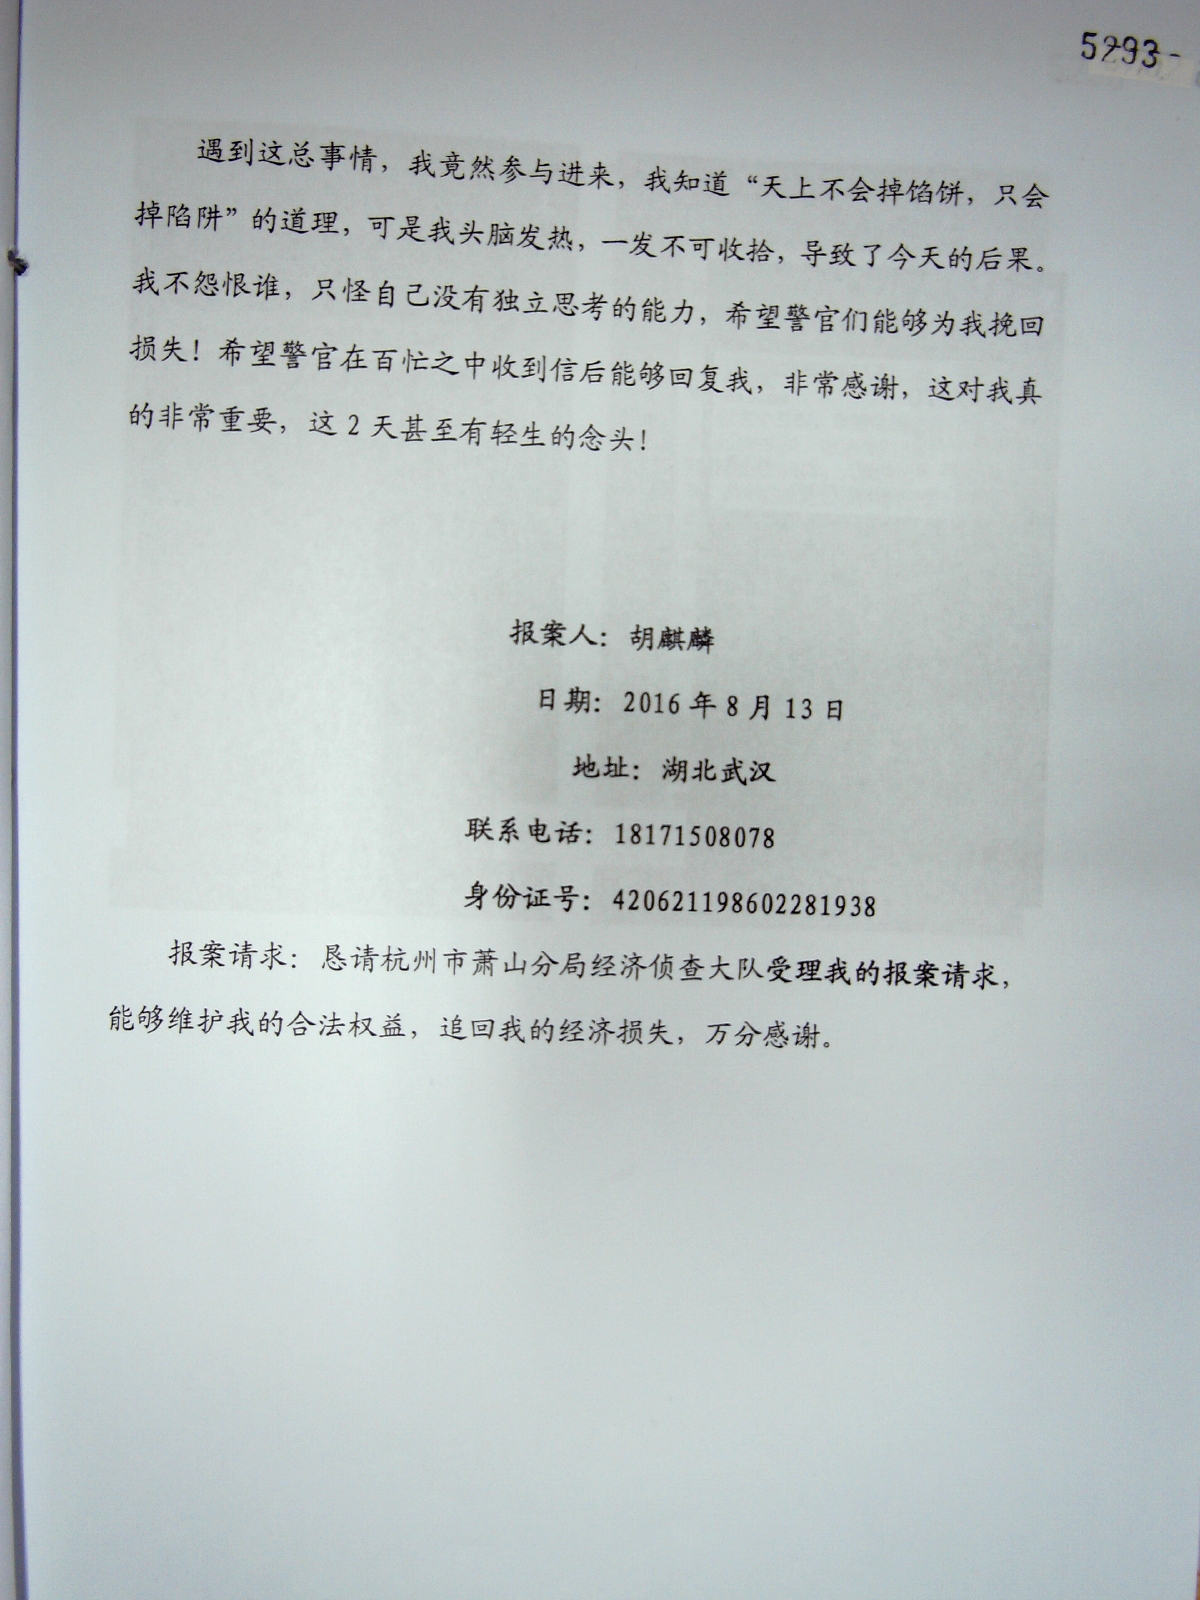 5293-
遇到这总事情，我竟然参与进来，我知道“天上不会掉馅饼，只会
掉陷阱”的道理，可是我头脑发热，一发不可收拾，导致了今天的后果。
我不怨恨谁，只怪自己没有独立思考的能力，希望警官们能够为我挽回
损失！希望警官在百忙之中收到信后能够回复我，非常感谢，这对我真
的非常重要，这 2 天甚至有轻生的念头！
报案人：胡麒麟
日期：2016 年 8 月 13 日
地址：湖北武汉
联系电话：18171508078
身份证号：420621198602281938
报案请求：恳请杭州市萧山分局经济侦查大队受理我的报案请求，
能够维护我的合法权益，追回我的经济损失，万分感谢。